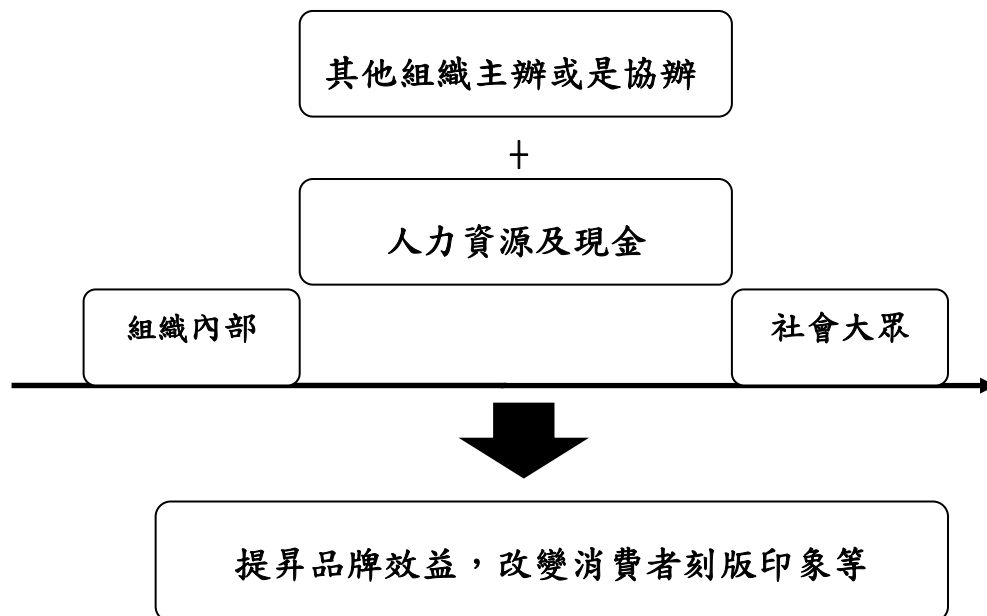 其他組織主辦或是協辦
+
人力資源及現金
組織內部
社會大眾
提昇品牌效益，改變消費者刻版印象等